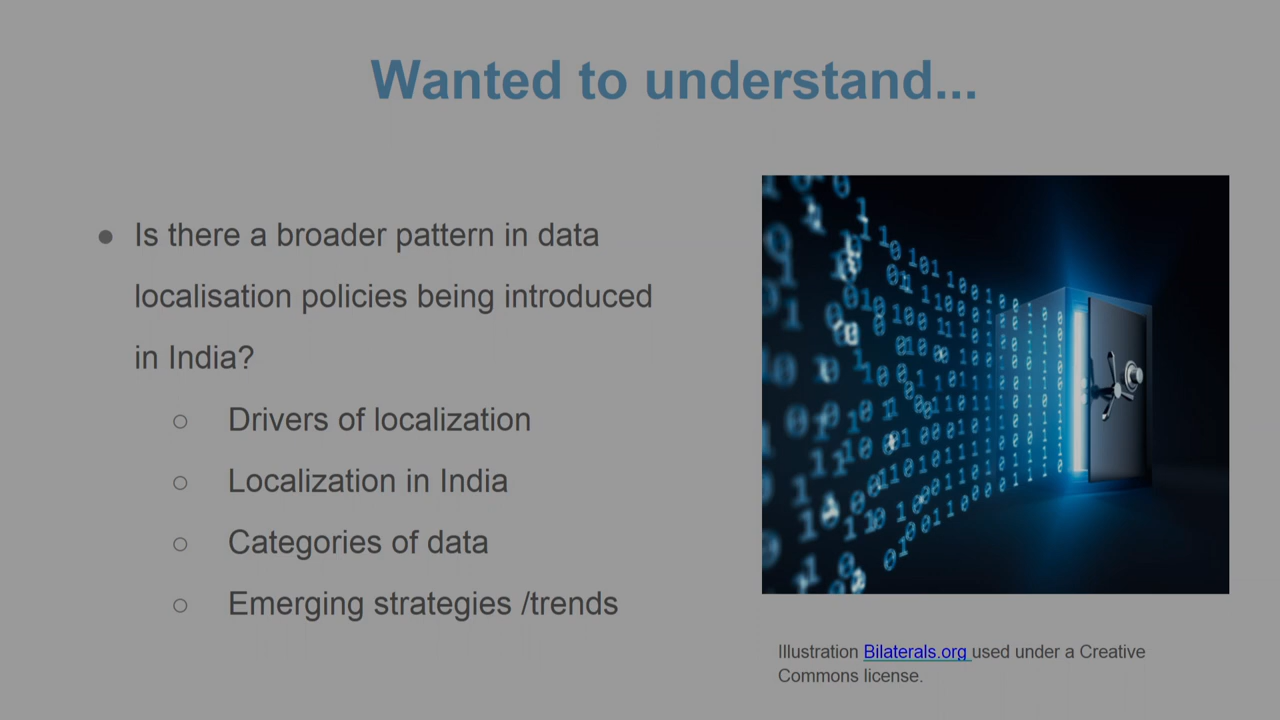 Wanted to understand...
● Is there a broader pattern in data
localisation policies being introduced
in India?
○ Drivers of localization
○ Localization in India
○ Categories of data
○ Emerging strategies /trends
Illustration Bilaterals.org used under a Creative
Commons license.